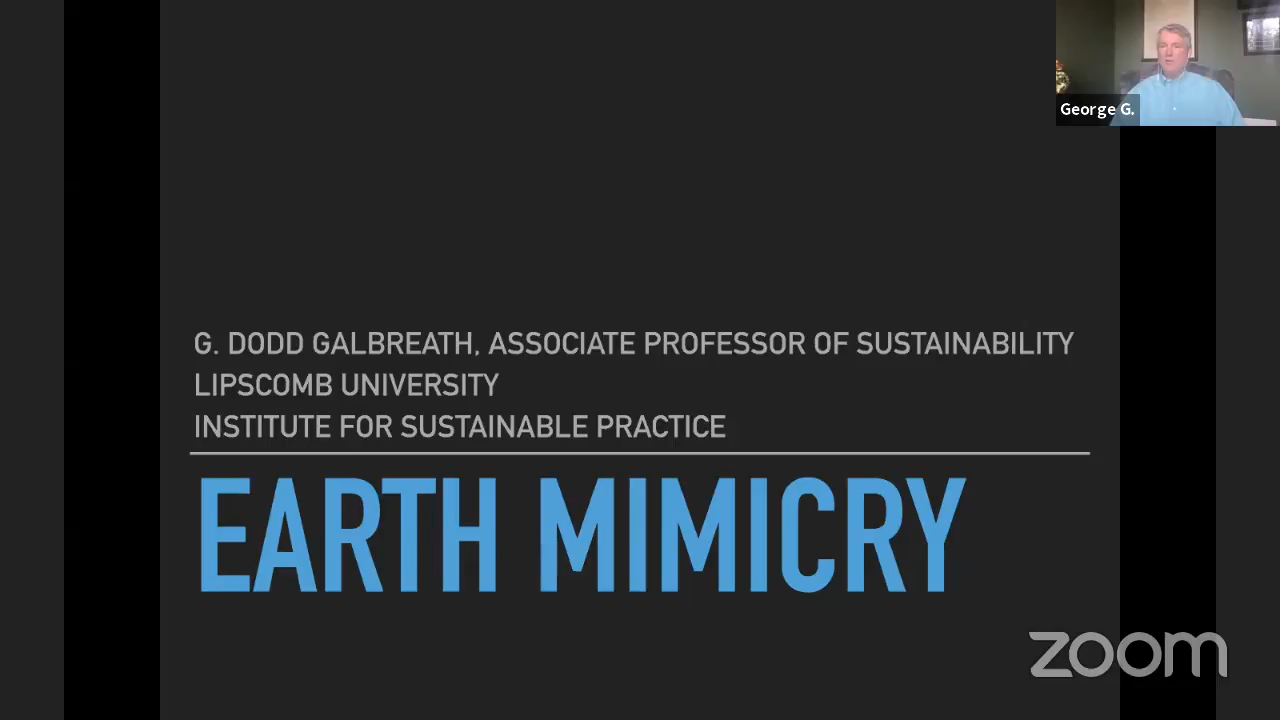 George G.
G. DODD GALBREATH, ASSOCIATE PROFESSOR OF SUSTAINABILITY
LIPSCOMB UNIVERSITY
INSTITUTE FOR SUSTAINABLE PRACTICE
EARTH MIMICRY
zoom